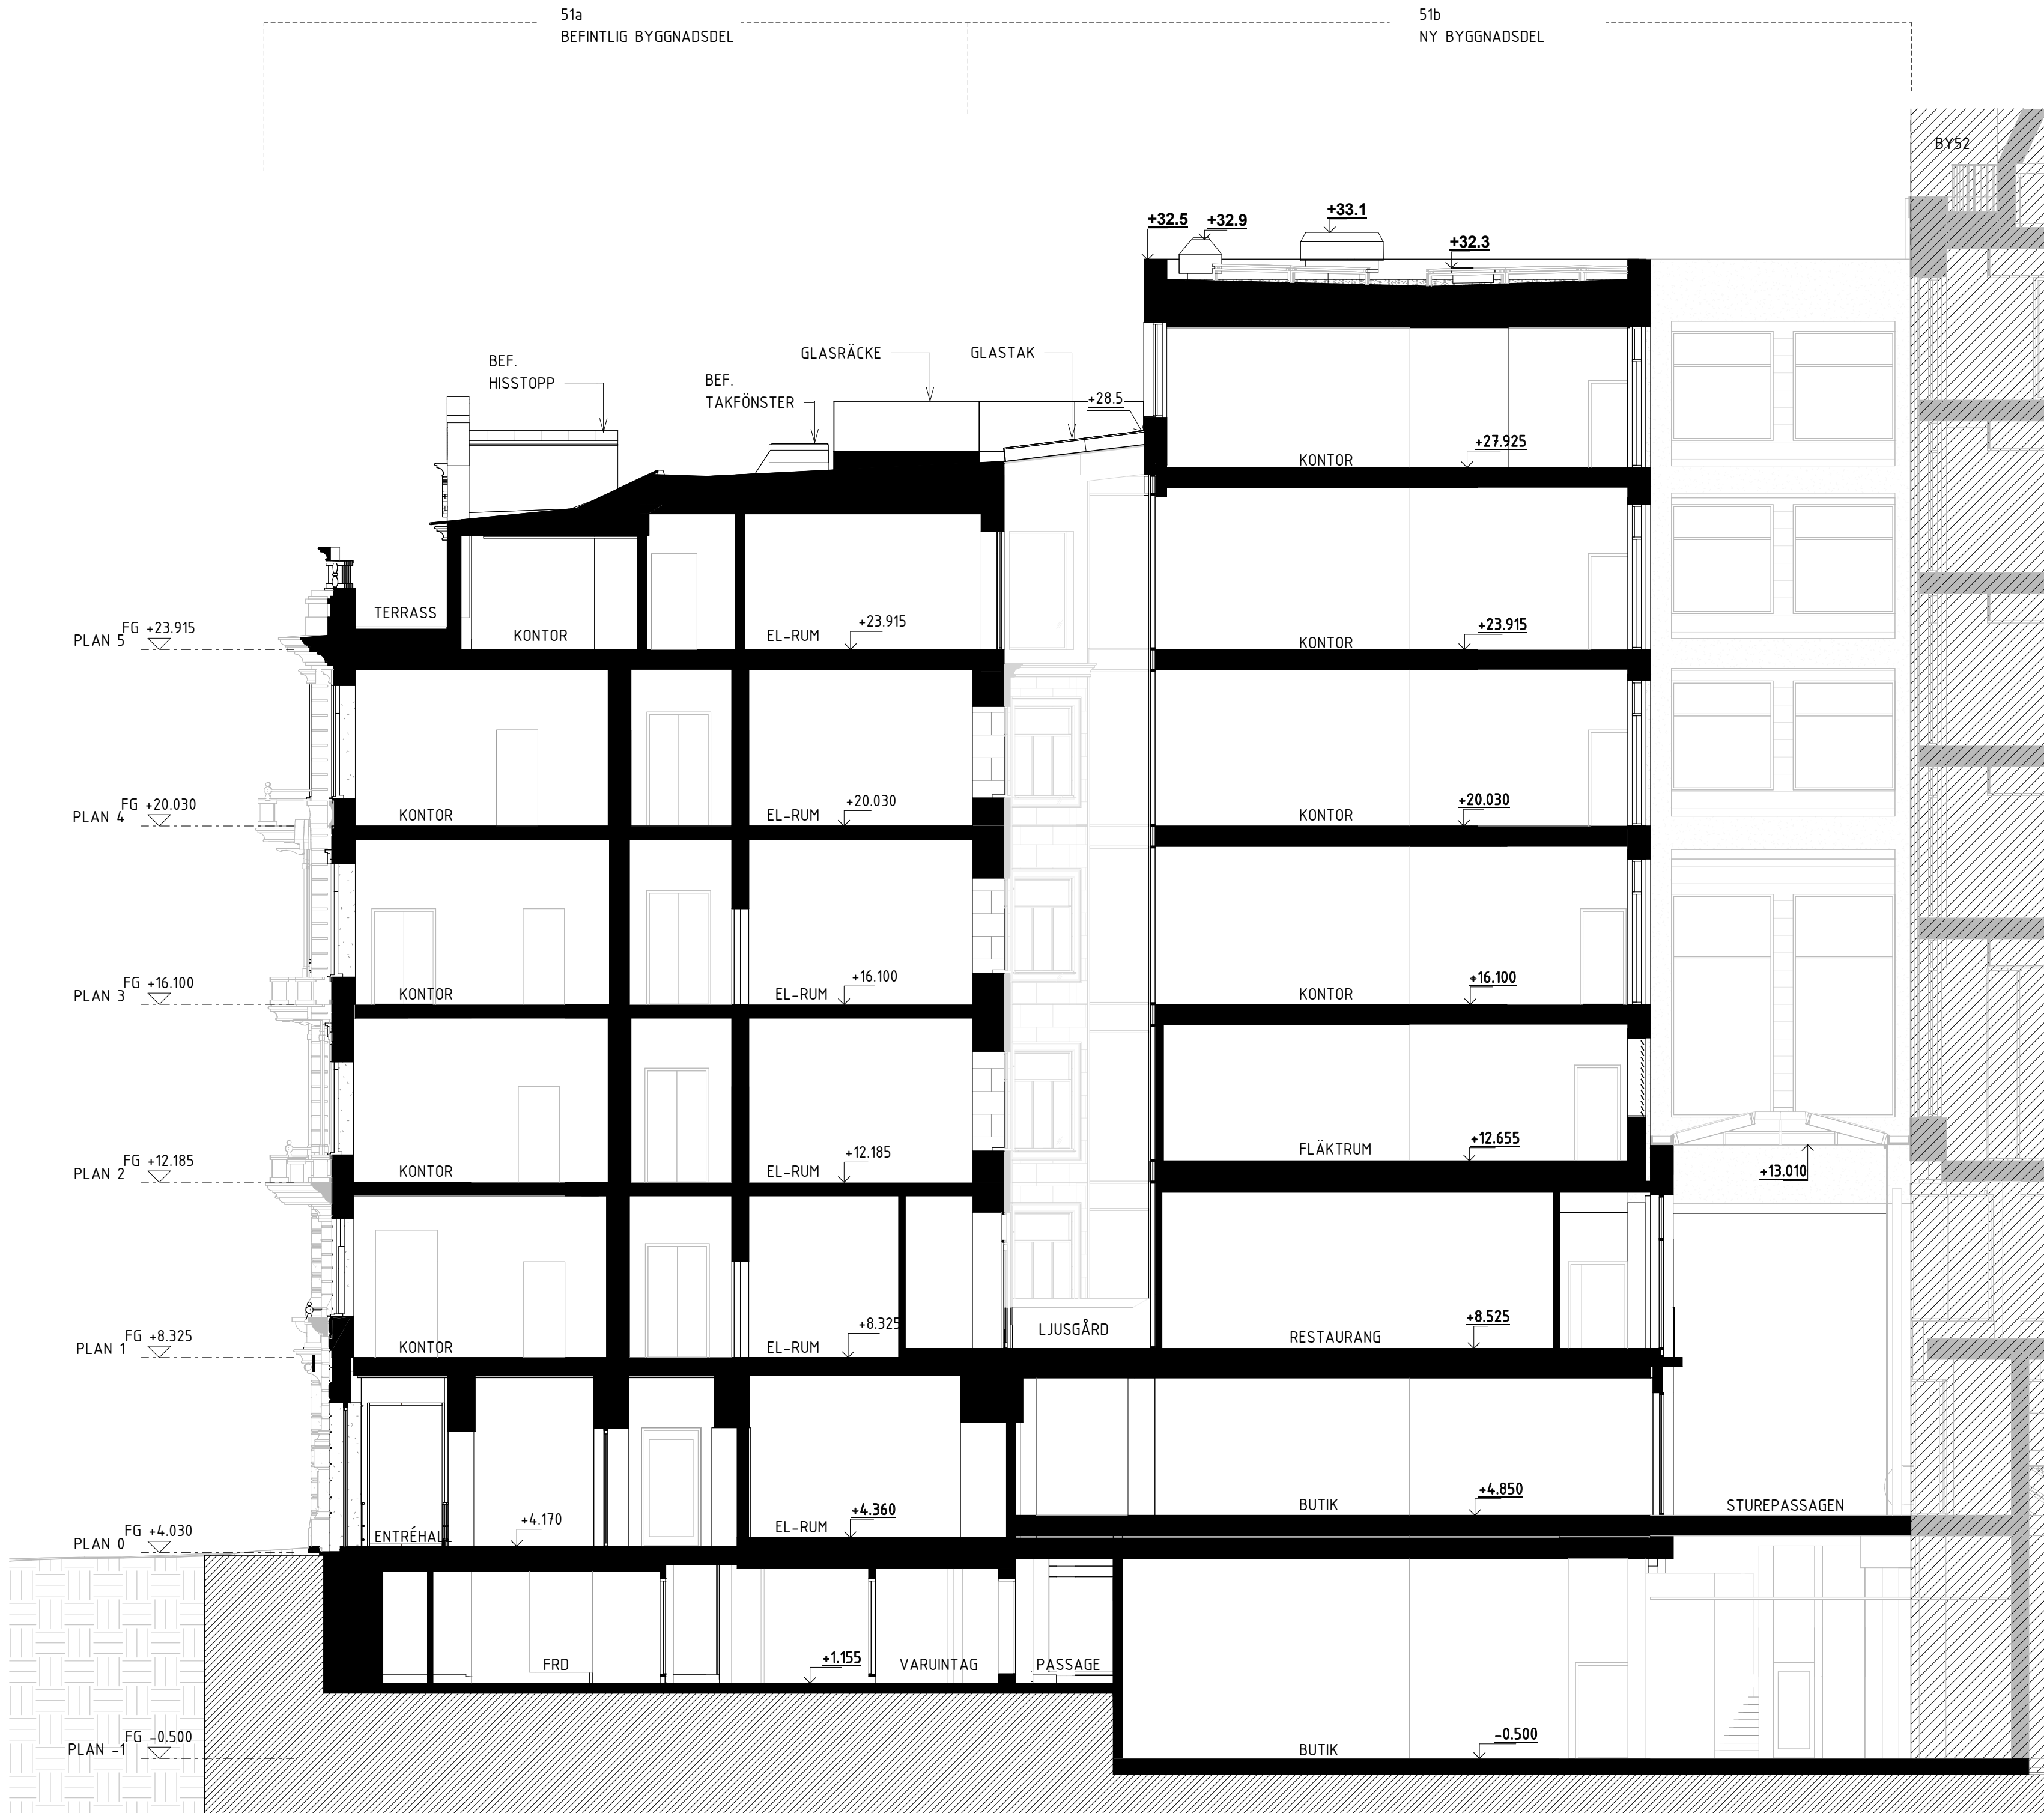 51a
BEFINTLIG BYGGNADSDEL
51b
NY BYGGNADSDEL
BY52
+32.5
+32.9
+33.1
+32.3
BEF.
HISSTOPP
BEF.
TAKFÖNSTER
GLASRÄCKE
GLASTAK
+28.5
+27.925
KONTOR
TERRASS
PLAN 5
FG +23.915
KONTOR
EL-RUM
+23.915
KONTOR
+23.915
PLAN 4
FG +20.030
KONTOR
EL-RUM
+20.030
KONTOR
+20.030
PLAN 3
FG +16.100
KONTOR
EL-RUM
+16.100
KONTOR
+16.100
PLAN 2
FG +12.185
KONTOR
EL-RUM
+12.185
FLÄKTRUM
+12.655
+13.010
PLAN 1
FG +8.325
KONTOR
EL-RUM
+8.325
LJUSGÅRD
RESTAURANG
+8.525
PLAN 0
FG +4.030
ENTRÉHALL
+4.170
EL-RUM
+4.360
BUTIK
+4.850
STUREPASSAGEN
FRD
+1.155
VARUINTAG
PASSAGE
PLAN -1
FG -0.500
BUTIK
-0.500